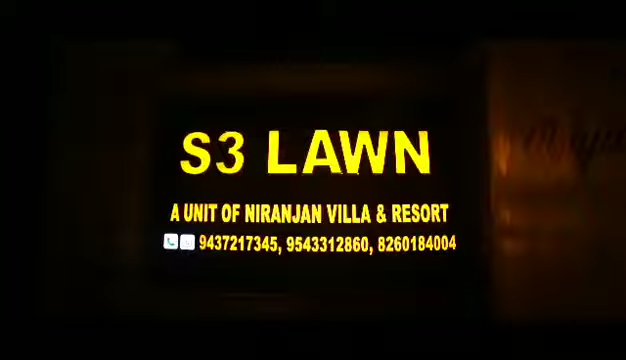 S3 LAWN
A UNIT OF NIRANJAN VILLA & RESORT
9437217345, 9543312860, 8260184004